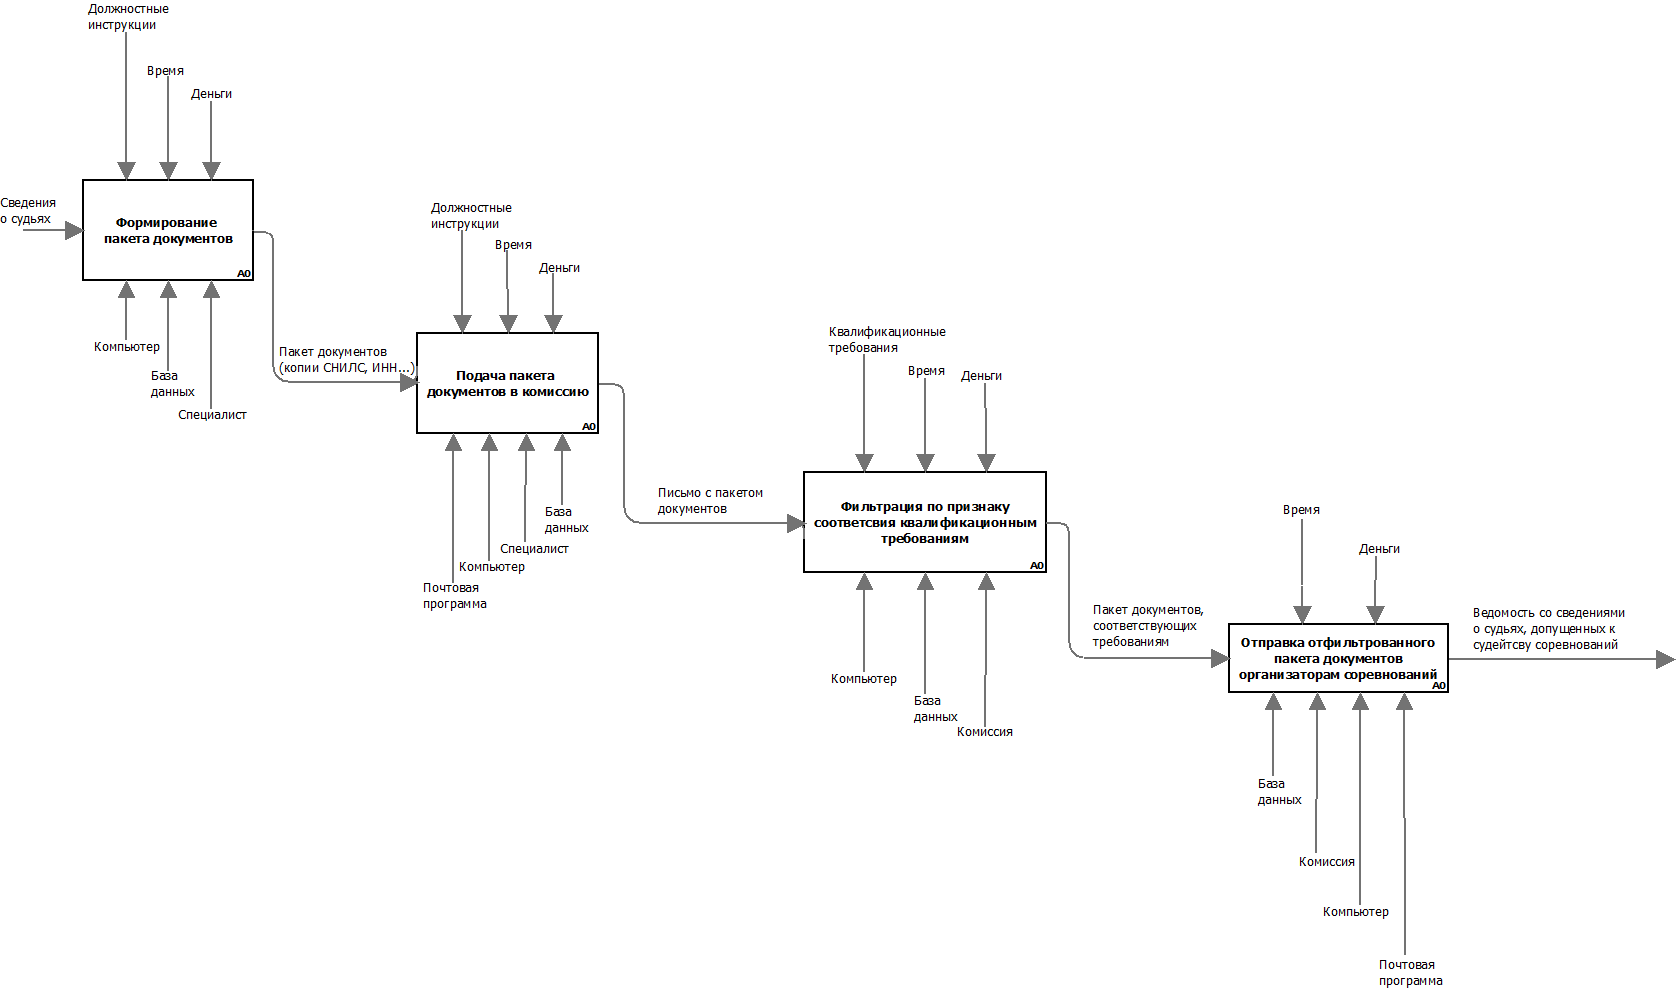 Должностные
инструкции
Время
Деньги
Сведения
о судьях
Формирование
пакета документов
A0
Компьютер
База
данных
Специалист
Пакет документов
(копии СНИЛС, ИНН...)
Должностные
инструкции
Время
Деньги
Подача пакета
документов в комиссию
A0
База
данных
Специалист
Компьютер
Почтовая
программа
Письмо с пакетом
документов
Квалификационные
требования
Время
Деньги
Фильтрация по признаку
соответсвия квалификационным
требованиям
A0
Компьютер
База
данных
Комиссия
Пакет документов,
соответствующих
требованиям
Время
Деньги
Отправка отфильтрованного
пакета документов
организаторам соревнований
A0
База
данных
Комиссия
Компьютер
Почтовая
программа
Ведомость со сведениями
о судьях, допущенных к
судейтсву соревнований